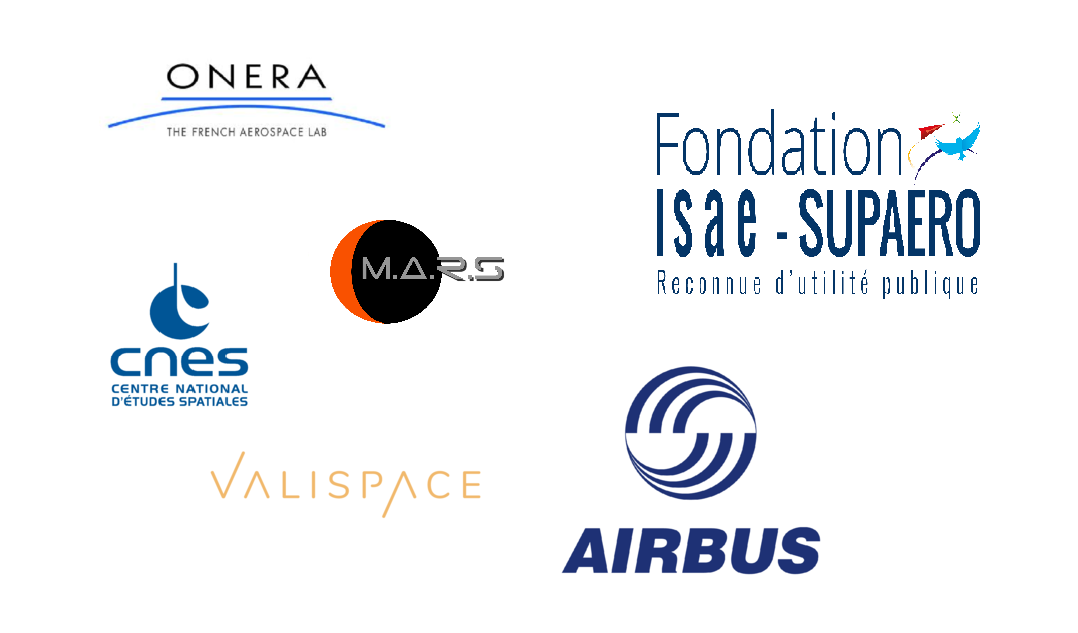 ONERA
THE FRENCH AEROSPACE LAB
Fondation
isae - SUPAERO
Reconnue d'utilité publique
M.A.R.S
cnes
CENTRE NATIONAL
D'ÉTUDES SPATIALES
VALISPACE
AIRBUS